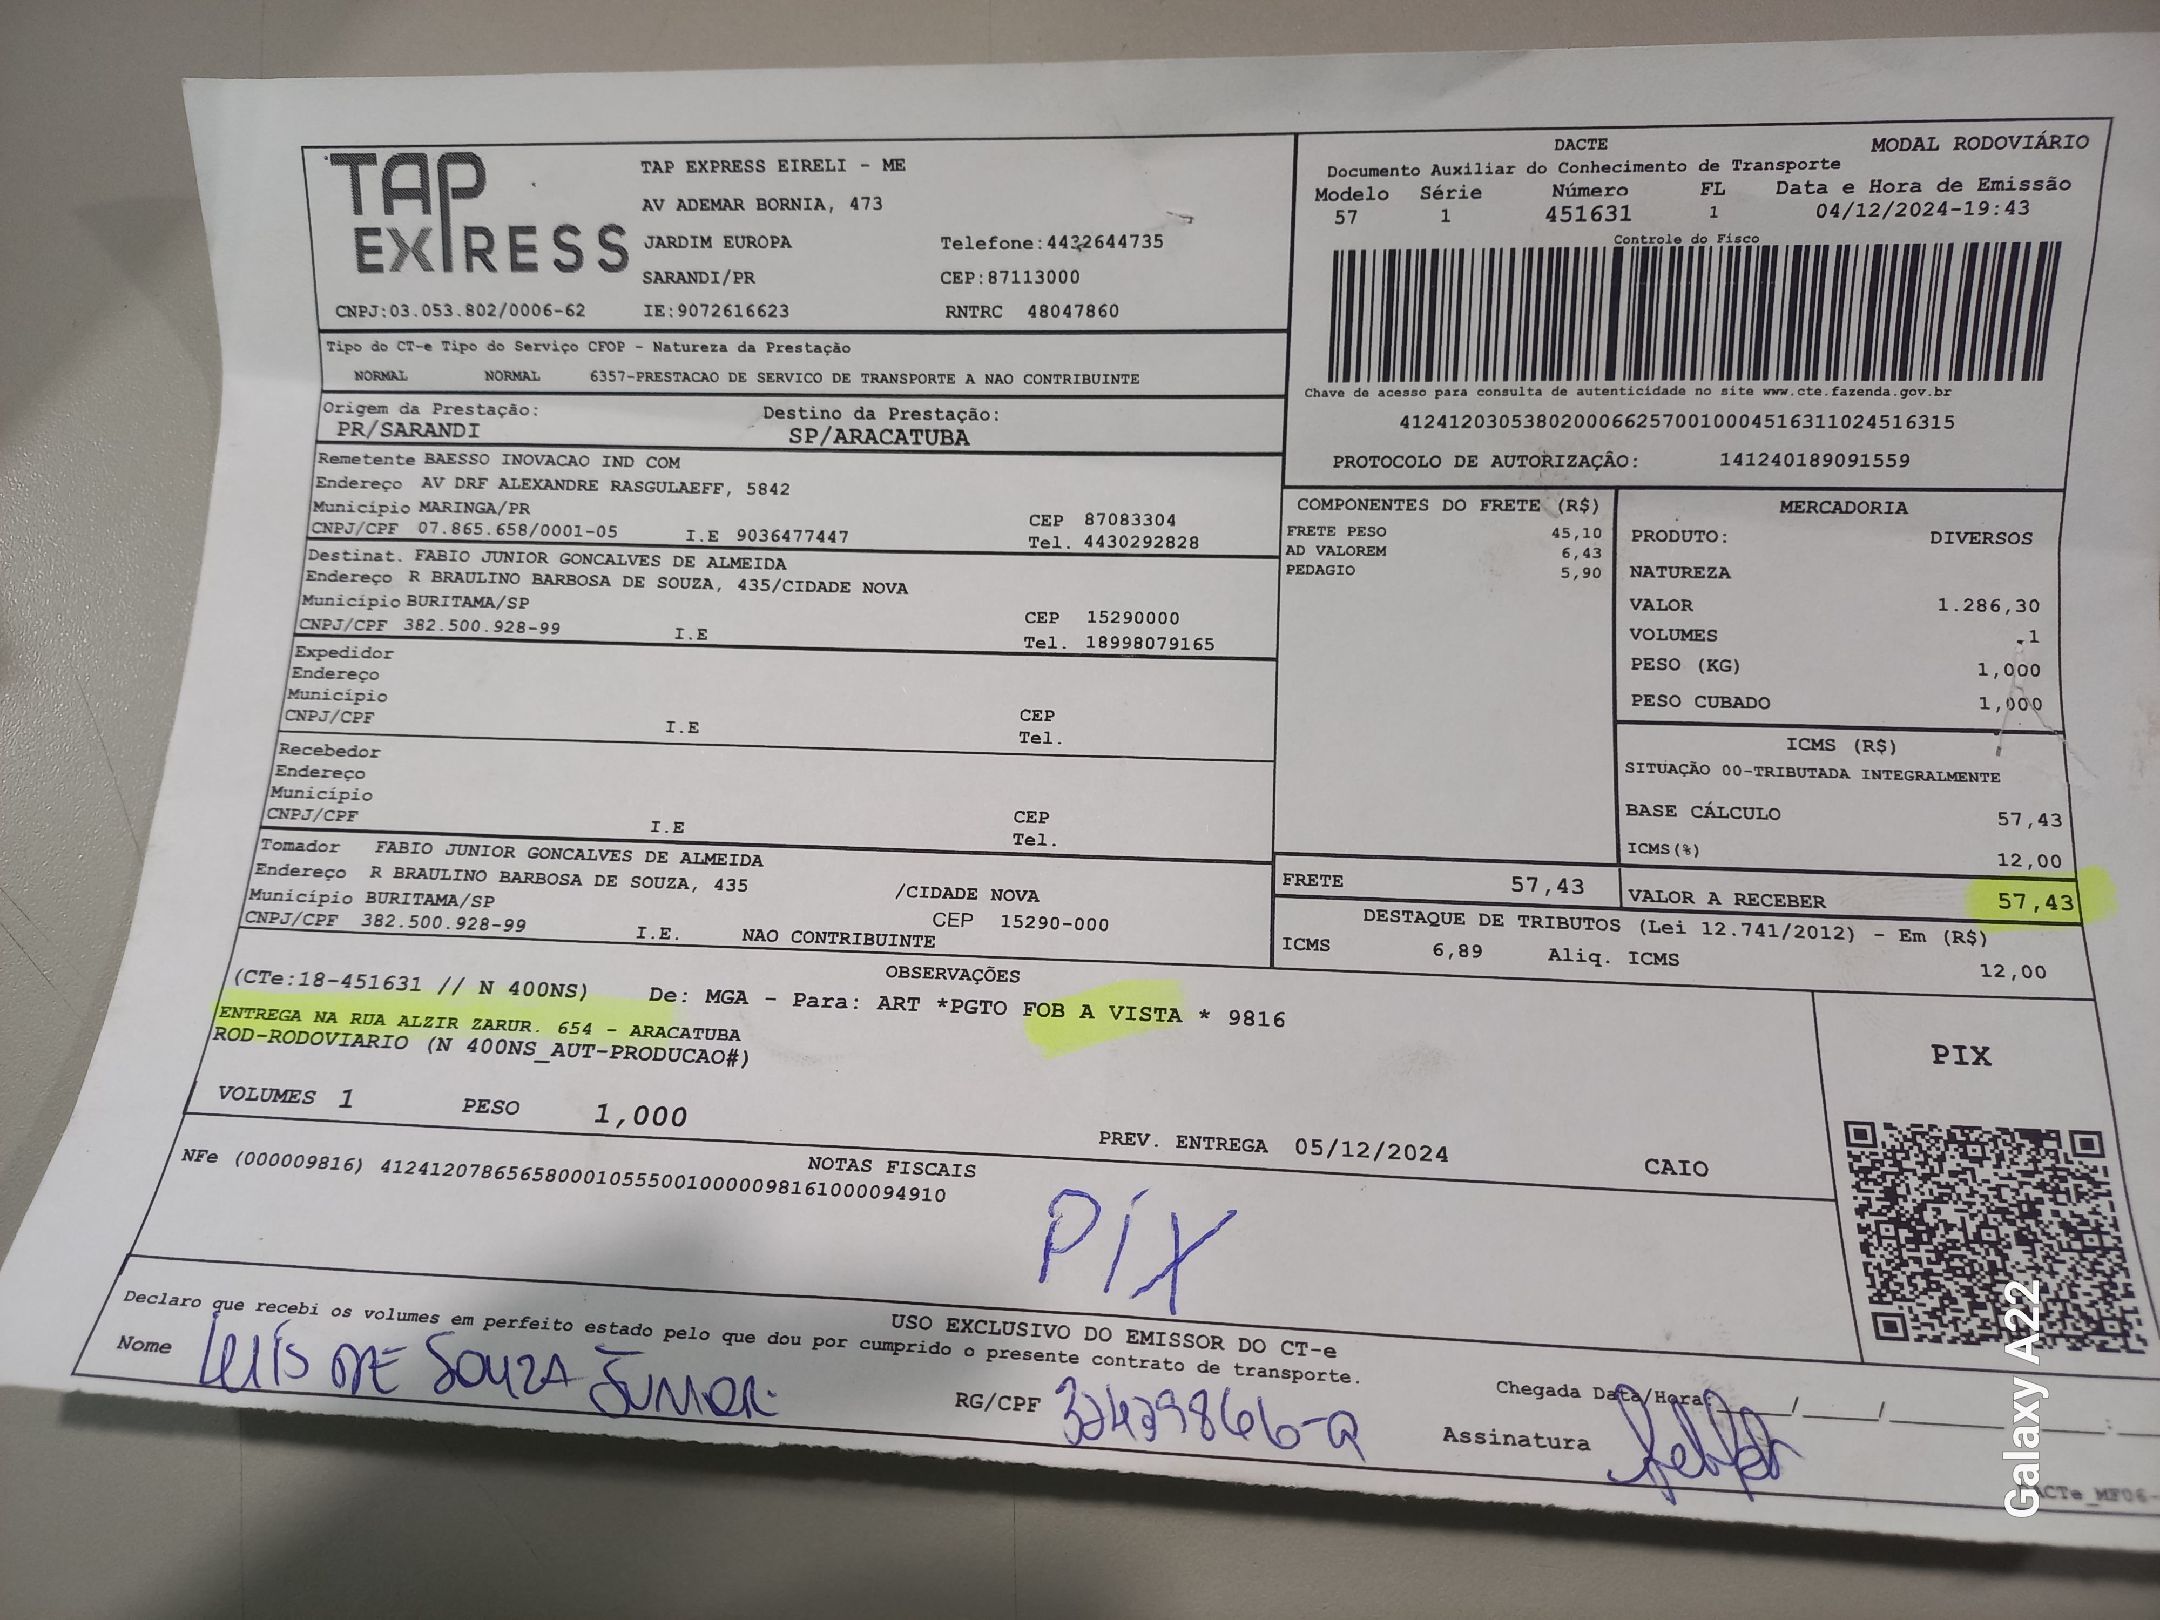 TAP EXPRESS
TAP EXPRESS EIRELI - ME
AV ADEMAR BORNIA, 473
JARDIM EUROPA Telefone:4432644735
SARANDI/PR CEP:87113000
CNPJ:03.053.802/0006-62 IE:9072616623 RNTRC 48047860
DACTE MODAL RODOVIÁRIO
Documento Auxiliar do Conhecimento de Transporte
Modelo Série Número FL Data e Hora de Emissão
57 1 451631 1 04/12/2024-19:43
Controle do Fisco
Chave de acesso para consulta de autenticidade no site www.cte.fazenda.gov.br
41241203053802000662570010004516311024516315
PROTOCOLO DE AUTORIZAÇÂO: 141240189091559
Tipo do CT-e Tipo do Serviço CFOP - Natureza da Prestação
NORMAL NORMAL 6357-PRESTACAO DE SERVICO DE TRANSPORTE A NAO CONTRIBUINTE
Origem da Prestação: Destino da Prestação:
PR/SARANDI SP/ARACATUBA
Remetente BAESSO INOVACAO IND COM
Endereço AV DRF ALEXANDRE RASGULAEFF, 5842
Município MARINGA/PR CEP 87083304
CNPJ/CPF 07.865.658/0001-05 I.E 9036477447 Tel. 4430292828
Destinat. FABIO JUNIOR GONCALVES DE ALMEIDA
Endereço R BRAULINO BARBOSA DE SOUZA, 435/CIDADE NOVA
Município BURITAMA/SP CEP 15290000
CNPJ/CPF 382.500.928-99 I.E Tel. 18998079165
Expedidor
Endereço
Município CEP
CNPJ/CPF I.E Tel.
Recebedor
Endereço
Município CEP
CNPJ/CPF I.E Tel.
Tomador FABIO JUNIOR GONCALVES DE ALMEIDA
Endereço R BRAULINO BARBOSA DE SOUZA, 435 /CIDADE NOVA
Município BURITAMA/SP CEP 15290-000
CNPJ/CPF 382.500.928-99 I.E. NAO CONTRIBUINTE
COMPONENTES DO FRETE (R$)
FRETE PESO 45,10
AD VALOREM 6,43
PEDAGIO 5,90
MERCADORIA
PRODUTO: DIVERSOS
NATUREZA
VALOR 1.286,30
VOLUMES 1
PESO (KG) 1,000
PESO CUBADO 1,000
ICMS (R$)
SITUAÇÃO 00-TRIBUTADA INTEGRALMENTE
BASE CÁLCULO 57,43
ICMS(%) 12,00
FRETE 57,43 VALOR A RECEBER 57,43
DESTAQUE DE TRIBUTOS (Lei 12.741/2012) - Em (R$)
ICMS 6,89 Aliq. ICMS 12,00
OBSERVAÇÕES
(CTe:18-451631 // N 400NS) De: MGA - Para: ART *PGTO FOB A VISTA * 9816
ENTREGA NA RUA ALZIR ZARUR. 654 - ARACATUBA
ROD-RODOVIARIO (N 400NS_AUT-PRODUCAO#)
VOLUMES 1 PESO 1,000 PREV. ENTREGA 05/12/2024 CAIO
PIX
NOTAS FISCAIS
NFe (000009816) 41241207865658000105550010000098161000094910
PIX
USO EXCLUSIVO DO EMISSOR DO CT-e
Declaro que recebi os volumes em perfeito estado pelo que dou por cumprido o presente contrato de transporte.
Nome Luís DE SOUZA JUNIOR RG/CPF Chegada Data/Hora: __/__/__ :
Assinatura
Galaxy A22